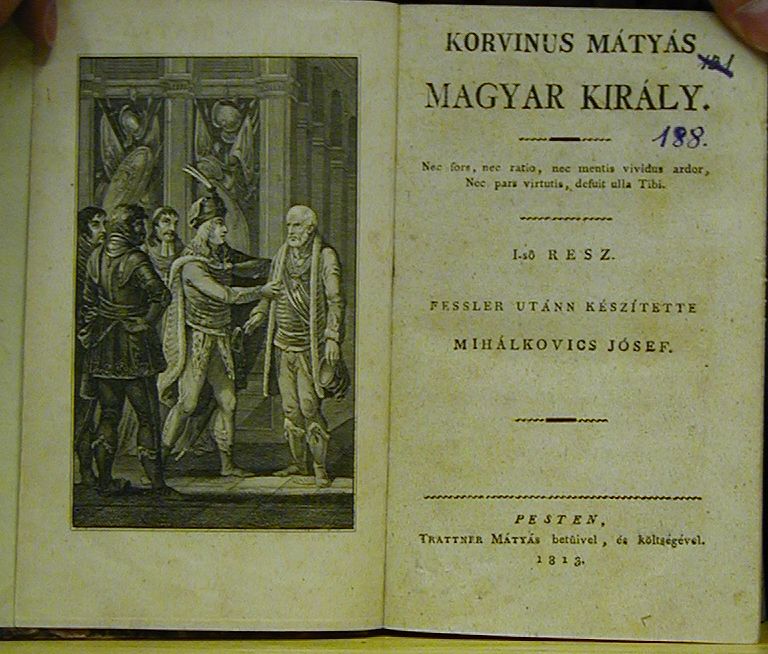 KORVINUS MÁTYÁS
MAGYAR KIRÁLY.
188.
Nec fors, nec ratio, nec mentis vividus ardor,
Nec pars virtutis, defuit ulla Tibi.
I-ső RESZ.
FESSLER UTÁNN KÉSZÍTETTE
MIHÁLKOVICS JÓSEF.
PESTEN,
TRATTNER MÁTYÁS betűivel, és költségével.
1813.